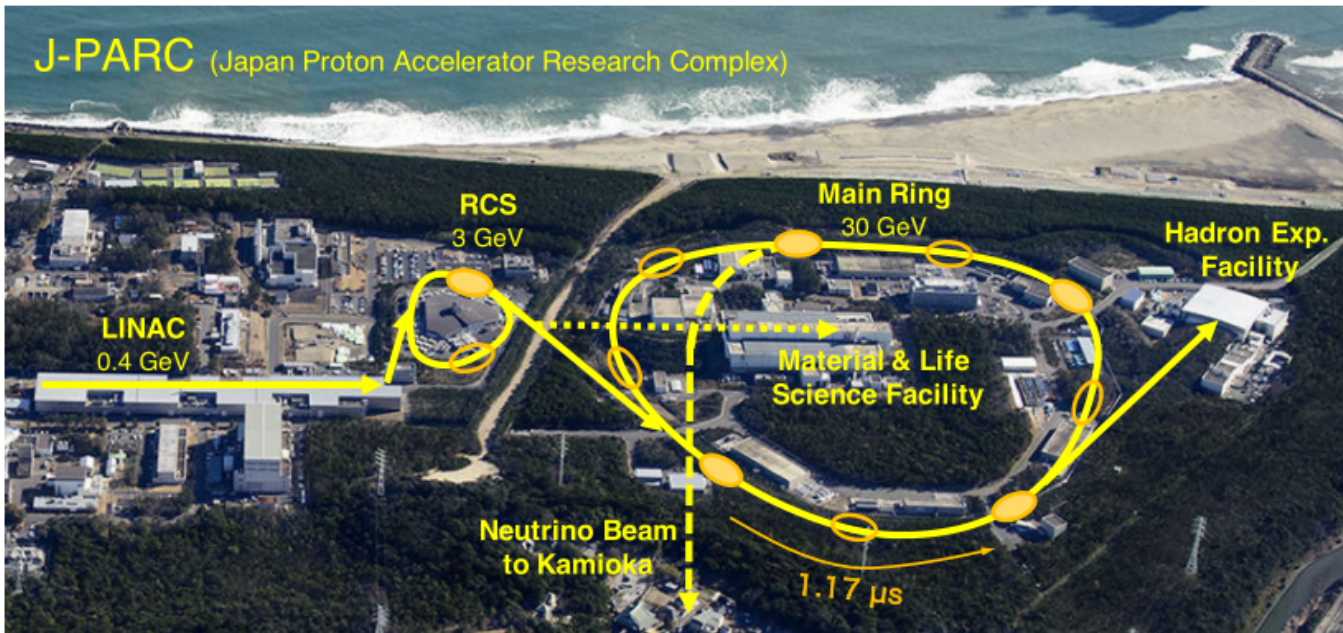 J-PARC (Japan Proton Accelerator Research Complex)
RCS
3 GeV
Main Ring
30 GeV
Hadron Exp.
Facility
LINAC
0.4 GeV
Material & Life
Science Facility
Neutrino Beam
to Kamioka
1.17 μs